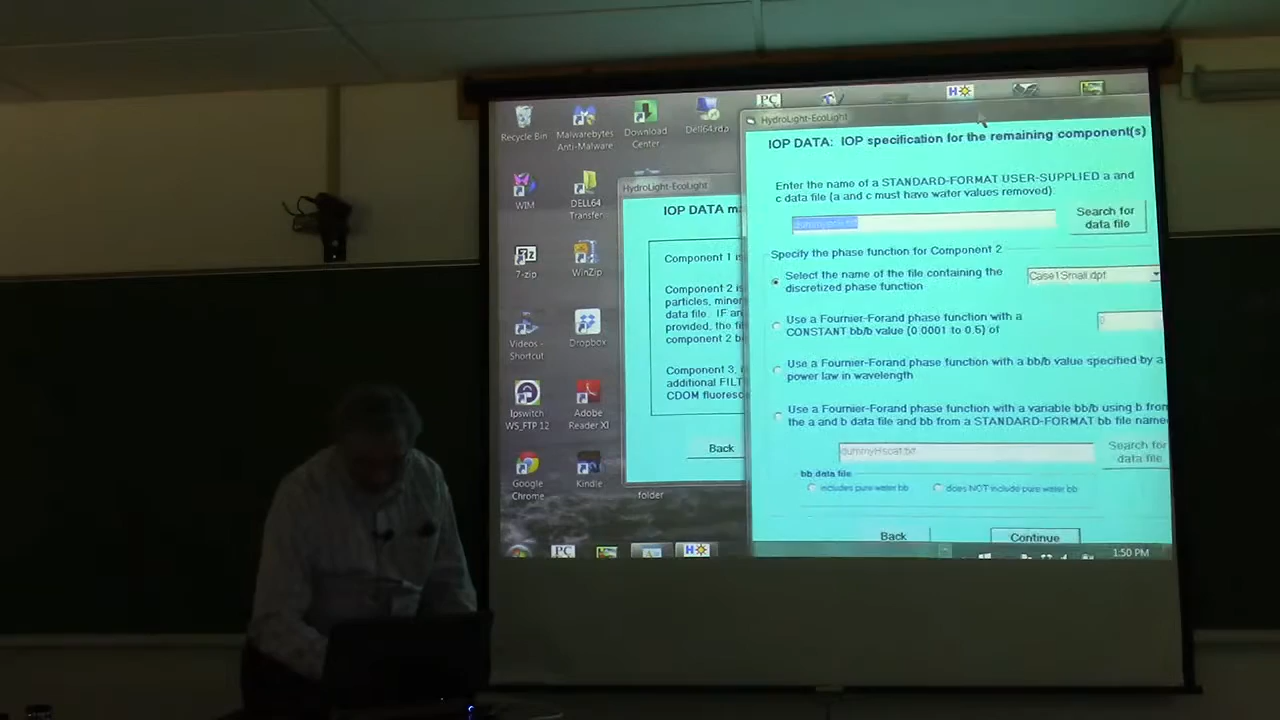 Recycle Bin
Malwarebytes
Anti-Malware
Download
Center
Dell64.rdp
PC
H
WIM
DELL64
Transfer
7-zip
WinZip
Videos -
Shortcut
Dropbox
Ipswitch
WS_FTP 12
Adobe
Reader XI
Google
Chrome
Kindle
folder
HydroLight-EcoLight
IOP DATA
Component 1 is
Component 2 is
particles, miner
data file. IF an
provided, the fi
component 2 b
Component 3, i
additional FILT
CDOM fluoresc
Back
HydroLight-EcoLight
IOP DATA: IOP specification for the remaining component(s)
Enter the name of a STANDARD-FORMAT USER-SUPPLIED a and
c data file (a and c must have water values removed):
Search for
data file
Specify the phase function for Component 2
Select the name of the file containing the
discretized phase function
Case1Small.dpf
Use a Fournier-Forand phase function with a
CONSTANT bb/b value (0.0001 to 0.5) of
0
Use a Fournier-Forand phase function with a bb/b value specified by a
power law in wavelength
Use a Fournier-Forand phase function with a variable bb/b using b from
the a and b data file and bb from a STANDARD-FORMAT bb file name
dummyHscat.txt
Search for
data file
bb data file
includes pure water bb
does NOT include pure water bb
Back
Continue
PC
H
1:50 PM